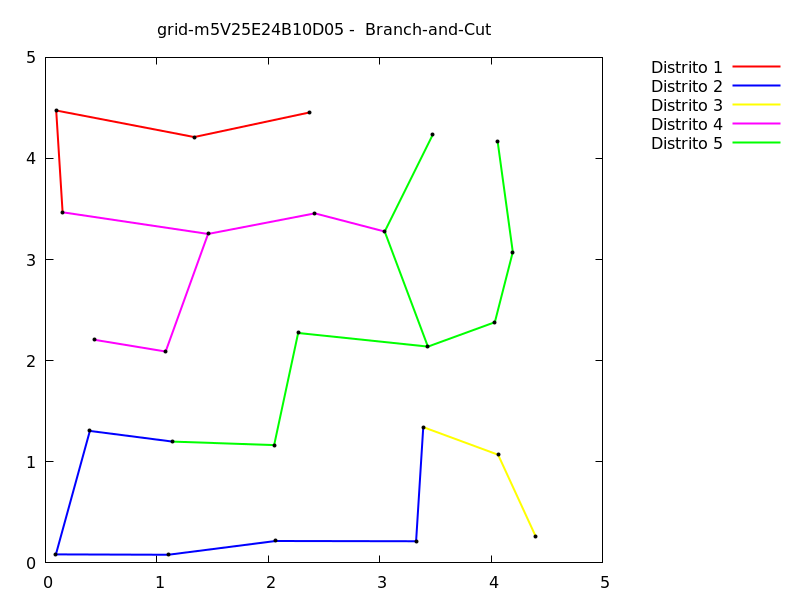 grid-m5V25E24B10D05 -  Branch-and-Cut
Distrito 1
Distrito 2
Distrito 3
Distrito 4
Distrito 5
5
4
3
2
1
0
0 1 2 3 4 5